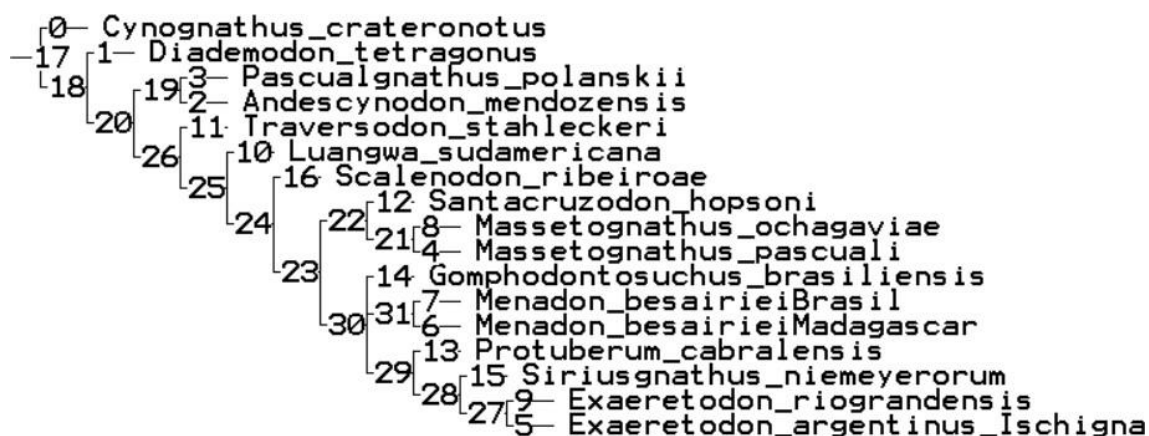 0 Cynognathus_crateronotus
17
1 Diademodon_tetragonus
18
3 Pascualgnathus_polanskii
19
2 Andescynodon_mendozensis
20
11 Traversodon_stahleckeri
26
10 Luangwa_sudamericana
25
16 Scalenodon_ribeiroae
12 Santacruzodon_hopsoni
24
22
8 Massetognathus_ochagaviae
21
4 Massetognathus_pascuali
23
14 Gomphodontosuchus_brasiliensis
7 Menadon_besairieiBrasil
31
30
6 Menadon_besairieiMadagascar
13 Protuberum_cabralensis
29
15 Siriusgnathus_niemeyerorum
28
9 Exaeretodon_riograndensis
27
5 Exaeretodon_argentinus_Ischigna